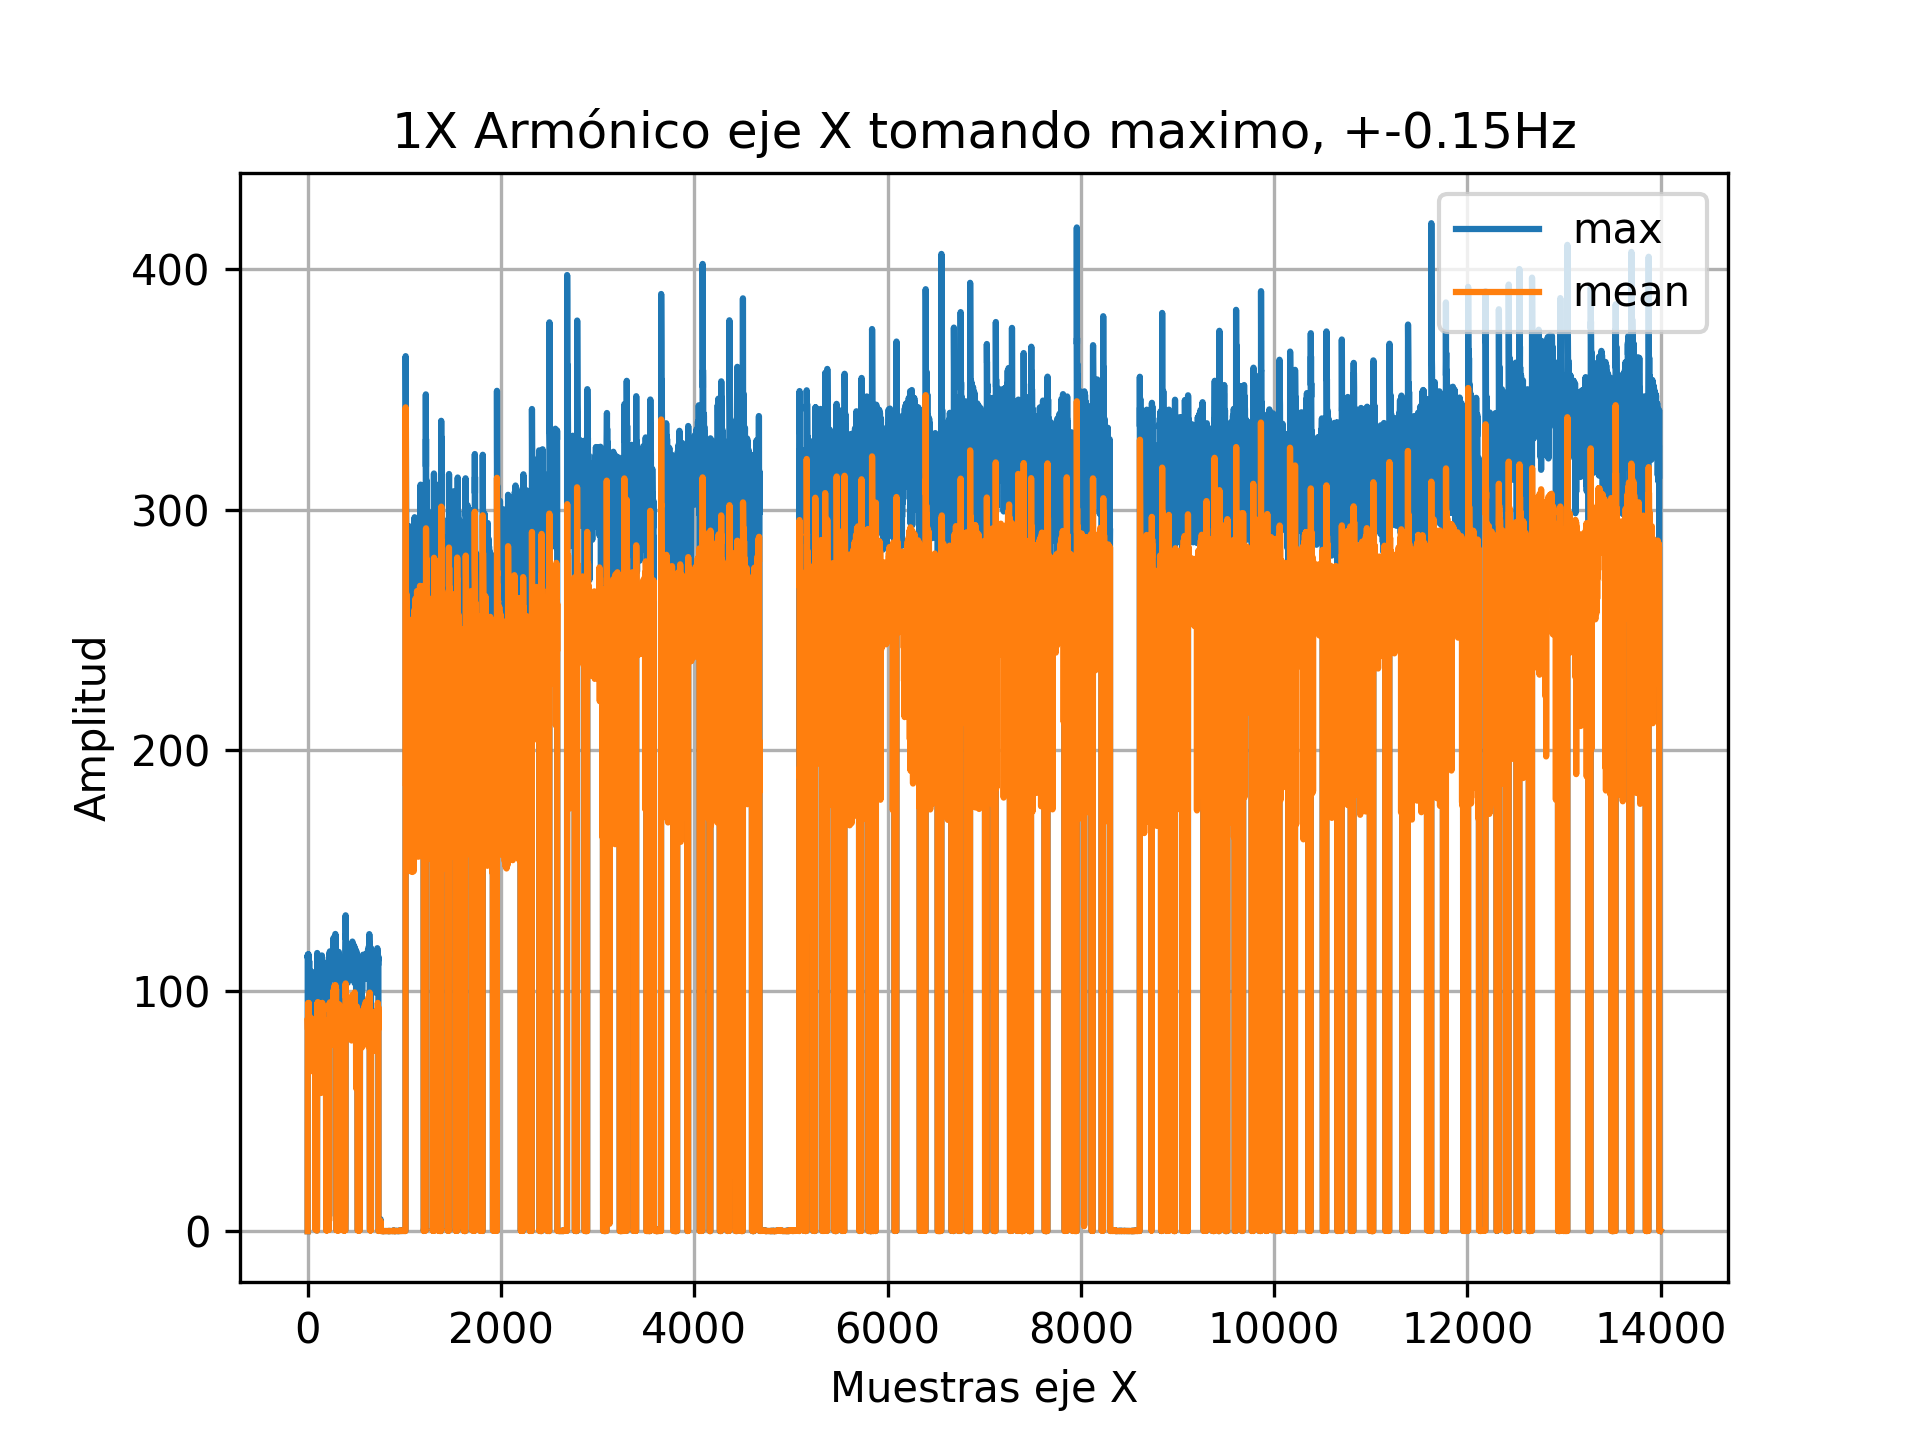 1X Armónico eje X tomando maximo, +-0.15Hz
max
mean
Amplitud
400
300
200
100
0
0 2000 4000 6000 8000 10000 12000 14000
Muestras eje X